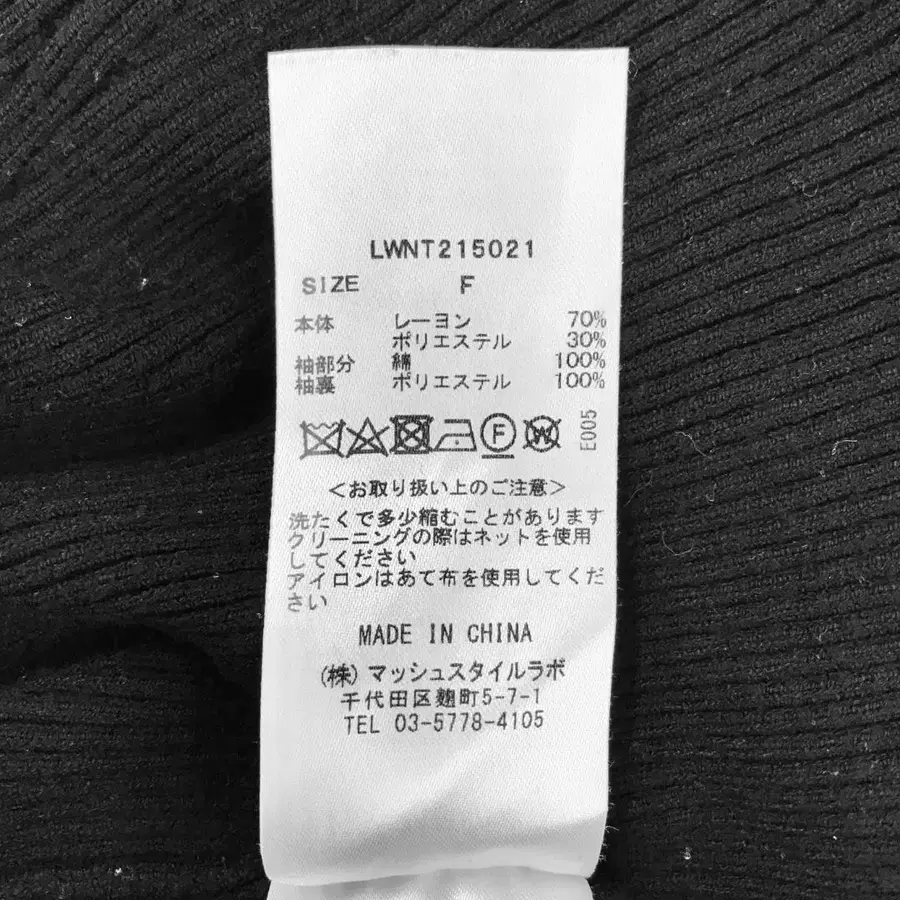 LWNT215021
SIZE F
本体 レーヨン 70%
ポリエステル 30%
袖部分 綿 100%
袖裏 ポリエステル 100%
F W E005
＜お取り扱い上のご注意＞
洗たくで多少縮むことがあります
クリーニングの際はネットを使用
してください
アイロンはあて布を使用してくだ
さい
MADE IN CHINA
(株) マッシュスタイルラボ
千代田区麹町5-7-1
TEL 03-5778-4105